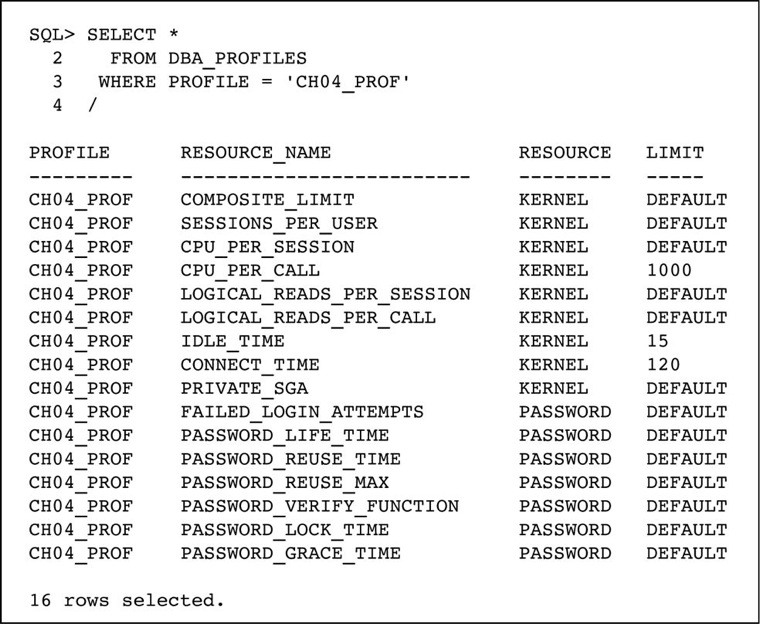 SQL> SELECT *
  2    FROM DBA_PROFILES
  3   WHERE PROFILE = 'CH04_PROF'
  4  /
PROFILE    RESOURCE_NAME    RESOURCE    LIMIT
---------    -------------------------    --------    -----
CH04_PROF    COMPOSITE_LIMIT    KERNEL    DEFAULT
CH04_PROF    SESSIONS_PER_USER    KERNEL    DEFAULT
CH04_PROF    CPU_PER_SESSION    KERNEL    DEFAULT
CH04_PROF    CPU_PER_CALL    KERNEL    1000
CH04_PROF    LOGICAL_READS_PER_SESSION    KERNEL    DEFAULT
CH04_PROF    LOGICAL_READS_PER_CALL    KERNEL    DEFAULT
CH04_PROF    IDLE_TIME    KERNEL    15
CH04_PROF    CONNECT_TIME    KERNEL    120
CH04_PROF    PRIVATE_SGA    KERNEL    DEFAULT
CH04_PROF    FAILED_LOGIN_ATTEMPTS    PASSWORD    DEFAULT
CH04_PROF    PASSWORD_LIFE_TIME    PASSWORD    DEFAULT
CH04_PROF    PASSWORD_REUSE_TIME    PASSWORD    DEFAULT
CH04_PROF    PASSWORD_REUSE_MAX    PASSWORD    DEFAULT
CH04_PROF    PASSWORD_VERIFY_FUNCTION    PASSWORD    DEFAULT
CH04_PROF    PASSWORD_LOCK_TIME    PASSWORD    DEFAULT
CH04_PROF    PASSWORD_GRACE_TIME    PASSWORD    DEFAULT
16 rows selected.